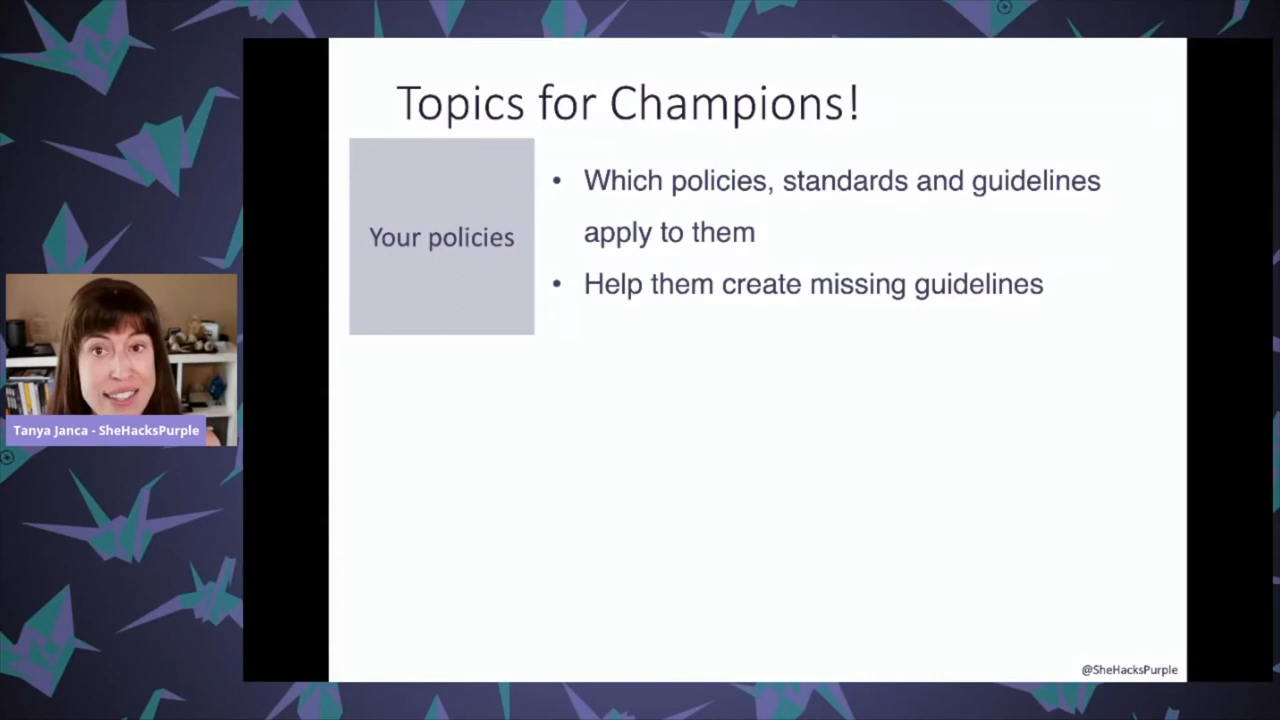 Topics for Champions!
Your policies
• Which policies, standards and guidelines
apply to them
• Help them create missing guidelines
Tanya Janca - SheHacksPurple
@SheHacksPurple